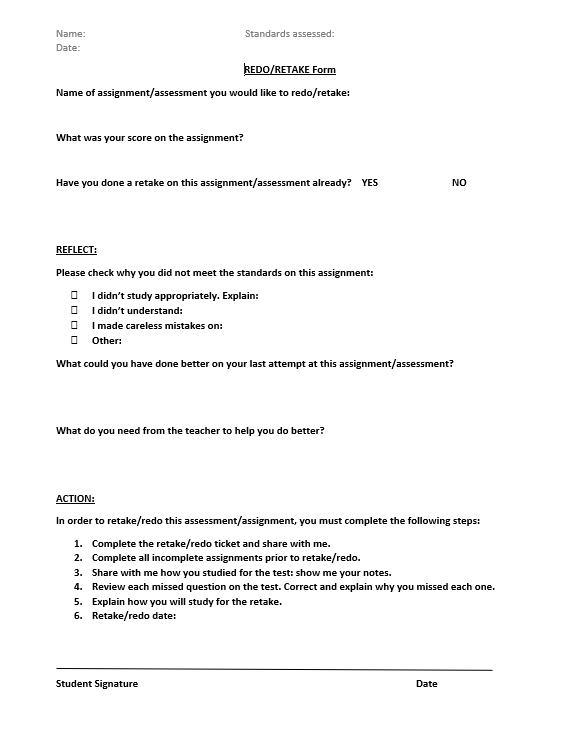 Name: Standards assessed:
Date:
REDO/RETAKE Form
Name of assignment/assessment you would like to redo/retake:
What was your score on the assignment?
Have you done a retake on this assignment/assessment already? YES NO
REFLECT:
Please check why you did not meet the standards on this assignment:
☐ I didn’t study appropriately. Explain:
☐ I didn’t understand:
☐ I made careless mistakes on:
☐ Other:
What could you have done better on your last attempt at this assignment/assessment?
What do you need from the teacher to help you do better?
ACTION:
In order to retake/redo this assessment/assignment, you must complete the following steps:
1. Complete the retake/redo ticket and share with me.
2. Complete all incomplete assignments prior to retake/redo.
3. Share with me how you studied for the test: show me your notes.
4. Review each missed question on the test. Correct and explain why you missed each one.
5. Explain how you will study for the retake.
6. Retake/redo date:
Student Signature Date